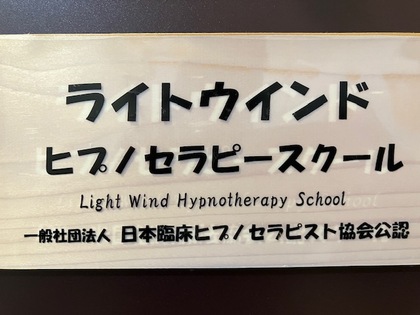 ライトウインド
ヒプノセラピースクール
Light Wind Hypnotherapy School
一般社団法人 日本臨床ヒプノセラピスト協会公認